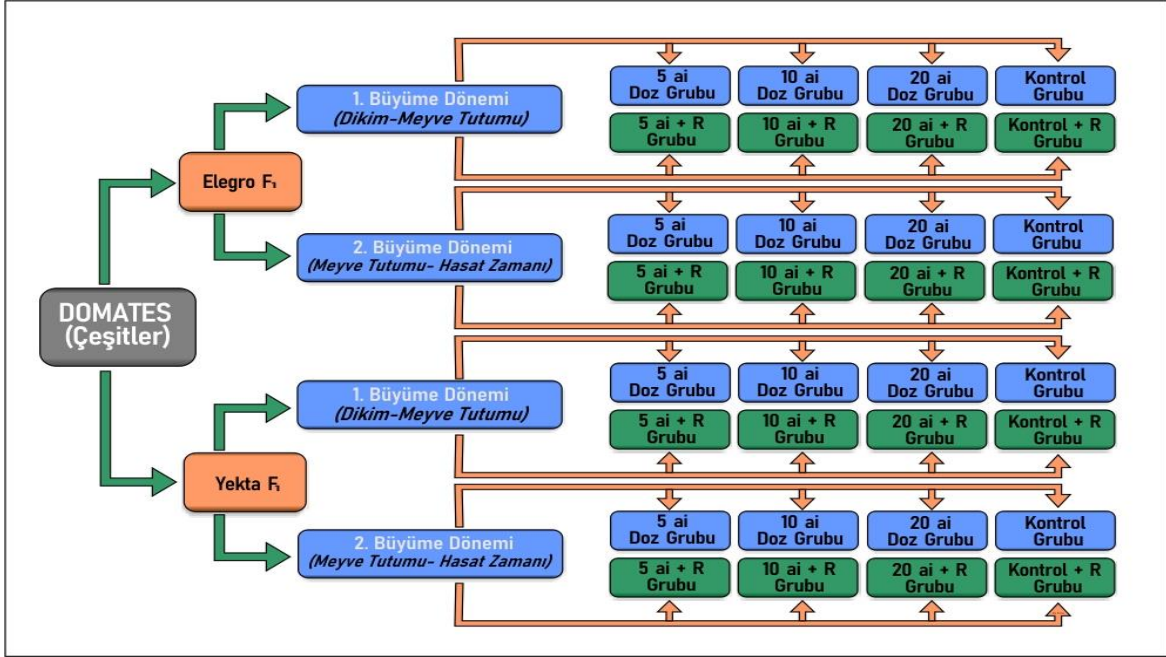 DOMATES
(Çeşitler)
Elegro F₁
1. Büyüme Dönemi
(Dikim-Meyve Tutumu)
5 ai
Doz Grubu
10 ai
Doz Grubu
20 ai
Doz Grubu
Kontrol
Grubu
5 ai + R
Grubu
10 ai + R
Grubu
20 ai + R
Grubu
Kontrol + R
Grubu
2. Büyüme Dönemi
(Meyve Tutumu- Hasat Zamanı)
5 ai
Doz Grubu
10 ai
Doz Grubu
20 ai
Doz Grubu
Kontrol
Grubu
5 ai + R
Grubu
10 ai + R
Grubu
20 ai + R
Grubu
Kontrol + R
Grubu
Yekta F₁
1. Büyüme Dönemi
(Dikim-Meyve Tutumu)
5 ai
Doz Grubu
10 ai
Doz Grubu
20 ai
Doz Grubu
Kontrol
Grubu
5 ai + R
Grubu
10 ai + R
Grubu
20 ai + R
Grubu
Kontrol + R
Grubu
2. Büyüme Dönemi
(Meyve Tutumu- Hasat Zamanı)
5 ai
Doz Grubu
10 ai
Doz Grubu
20 ai
Doz Grubu
Kontrol
Grubu
5 ai + R
Grubu
10 ai + R
Grubu
20 ai + R
Grubu
Kontrol + R
Grubu